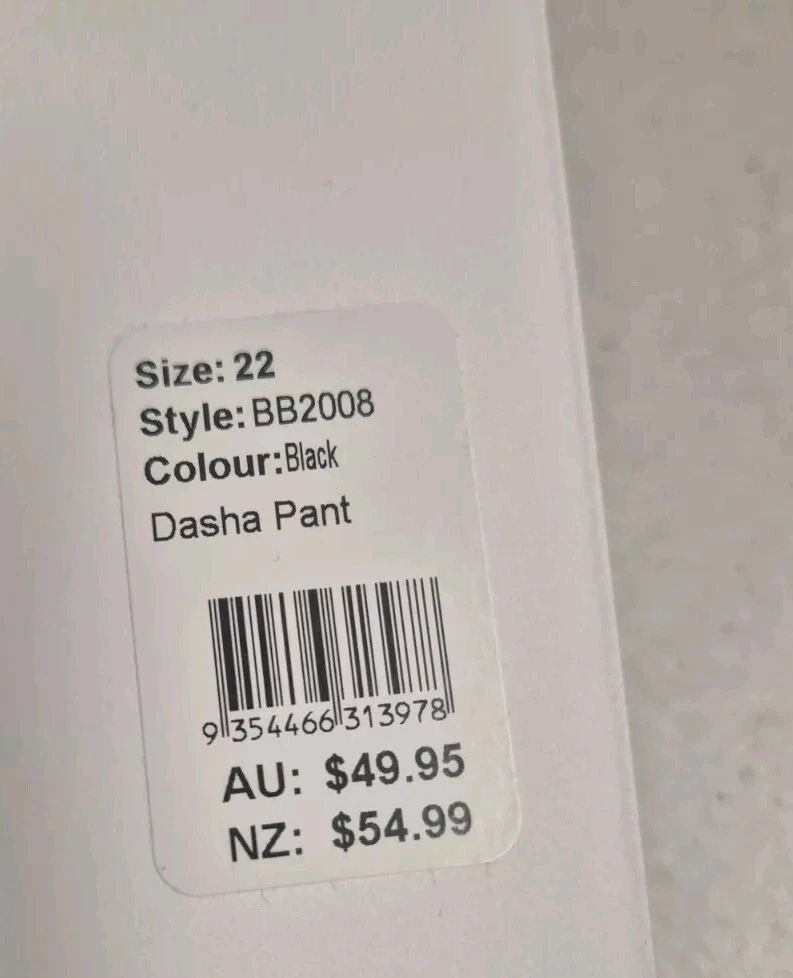 Size: 22
Style: BB2008
Colour: Black
Dasha Pant
9 354466 313978
AU: $49.95
NZ: $54.99